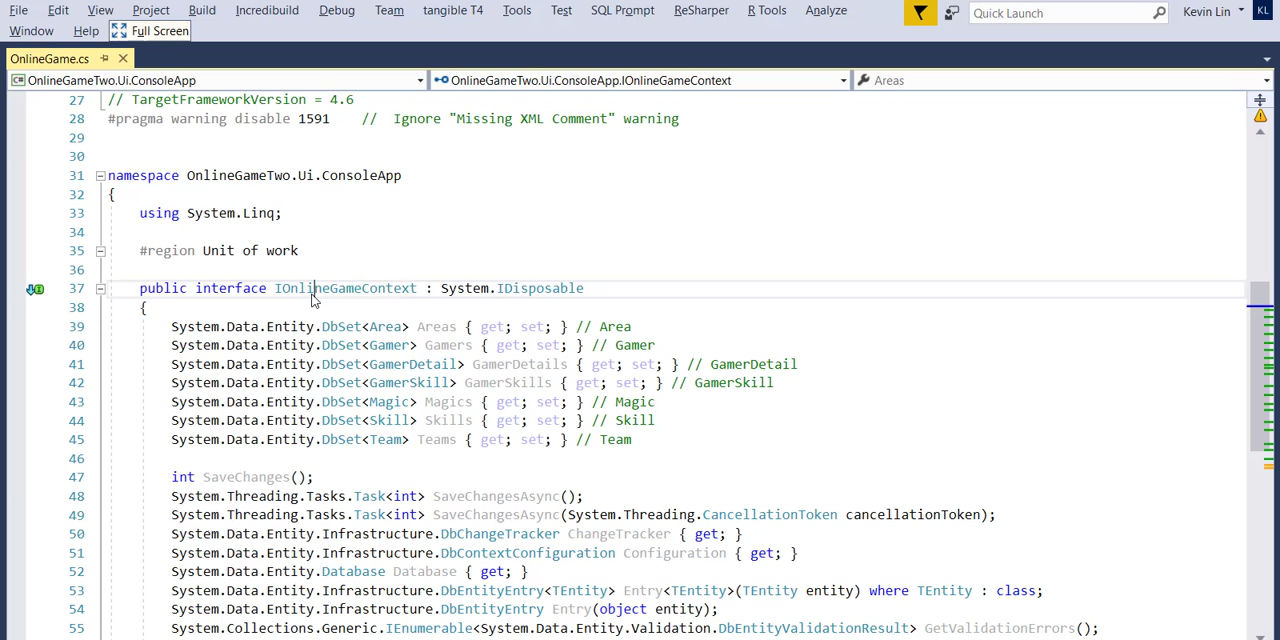 File Edit View Project Build Incredibuild Debug Team tangible T4 Tools Test SQL Prompt ReSharper R Tools Analyze Quick Launch Kevin Lin KL
Window Help Full Screen
OnlineGame.cs
OnlineGameTwo.Ui.ConsoleApp OnlineGameTwo.Ui.ConsoleApp.IOnlineGameContext Areas
27 // TargetFrameworkVersion = 4.6
28 #pragma warning disable 1591 // Ignore "Missing XML Comment" warning
29
30
31 namespace OnlineGameTwo.Ui.ConsoleApp
32 {
33 using System.Linq;
34
35 #region Unit of work
36
37 public interface IOnlineGameContext : System.IDisposable
38 {
39 System.Data.Entity.DbSet<Area> Areas { get; set; } // Area
40 System.Data.Entity.DbSet<Gamer> Gamers { get; set; } // Gamer
41 System.Data.Entity.DbSet<GamerDetail> GamerDetails { get; set; } // GamerDetail
42 System.Data.Entity.DbSet<GamerSkill> GamerSkills { get; set; } // GamerSkill
43 System.Data.Entity.DbSet<Magic> Magics { get; set; } // Magic
44 System.Data.Entity.DbSet<Skill> Skills { get; set; } // Skill
45 System.Data.Entity.DbSet<Team> Teams { get; set; } // Team
46
47 int SaveChanges();
48 System.Threading.Tasks.Task<int> SaveChangesAsync();
49 System.Threading.Tasks.Task<int> SaveChangesAsync(System.Threading.CancellationToken cancellationToken);
50 System.Data.Entity.Infrastructure.DbChangeTracker ChangeTracker { get; }
51 System.Data.Entity.Infrastructure.DbContextConfiguration Configuration { get; }
52 System.Data.Entity.Database Database { get; }
53 System.Data.Entity.Infrastructure.DbEntityEntry<TEntity> Entry<TEntity>(TEntity entity) where TEntity : class;
54 System.Data.Entity.Infrastructure.DbEntityEntry Entry(object entity);
55 System.Collections.Generic.IEnumerable<System.Data.Entity.Validation.DbEntityValidationResult> GetValidationErrors();